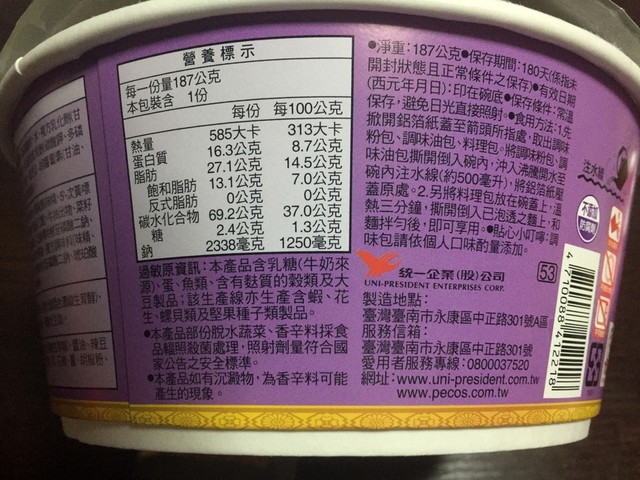 營養標示
每一份量187公克
本包裝含 1份
每份 每100公克
熱量 585大卡 313大卡
蛋白質 16.3公克 8.7公克
脂肪 27.1公克 14.5公克
飽和脂肪 13.1公克 7.0公克
反式脂肪 0公克 0公克
碳水化合物 69.2公克 37.0公克
糖 2.4公克 1.3公克
鈉 2338毫克 1250毫克
過敏原資訊:本產品含乳糖(牛奶來
源)、蛋、魚類、含有麩質的穀類及大
豆製品;該生產線亦生產含蝦、花
生、螺貝類及堅果種子類製品。
●本產品部份脫水蔬菜、香辛料採食
品輻照殺菌處理,照射劑量符合國
家公告之安全標準。
●本產品如有沉澱物,為香辛料可能
產生的現象。
●淨重:187公克●保存期間:180天(係指未
開封狀態且正常條件之保存)●有效日期
(西元年月日):印在碗底●保存條件:常溫
保存,避免日光直接照射●食用方法:1.先
掀開鋁箔紙蓋至箭頭所指處,取出調味
粉包、調味油包、料理包。將調味粉包、調
味油包撕開倒入碗內,沖入沸騰開水至
碗內注水線(約500毫升),將鋁箔紙蓋
蓋原處。2.另將料理包放在碗蓋上,溫
熱三分鐘,撕開倒入已泡透之麵上,和
麵拌勻後,即可享用。●貼心小叮嚀:調
味包請依個人口味酌量添加。
統一企業(股)公司
UNI-PRESIDENT ENTERPRISES CORP.
53
製造地點:
臺灣臺南市永康區中正路301號A區
服務信箱:
臺灣臺南市永康區中正路301號
愛用者服務專線:0800037520
網址:www.uni-president.com.tw
www.pecos.com.tw
注水線
4710088412218